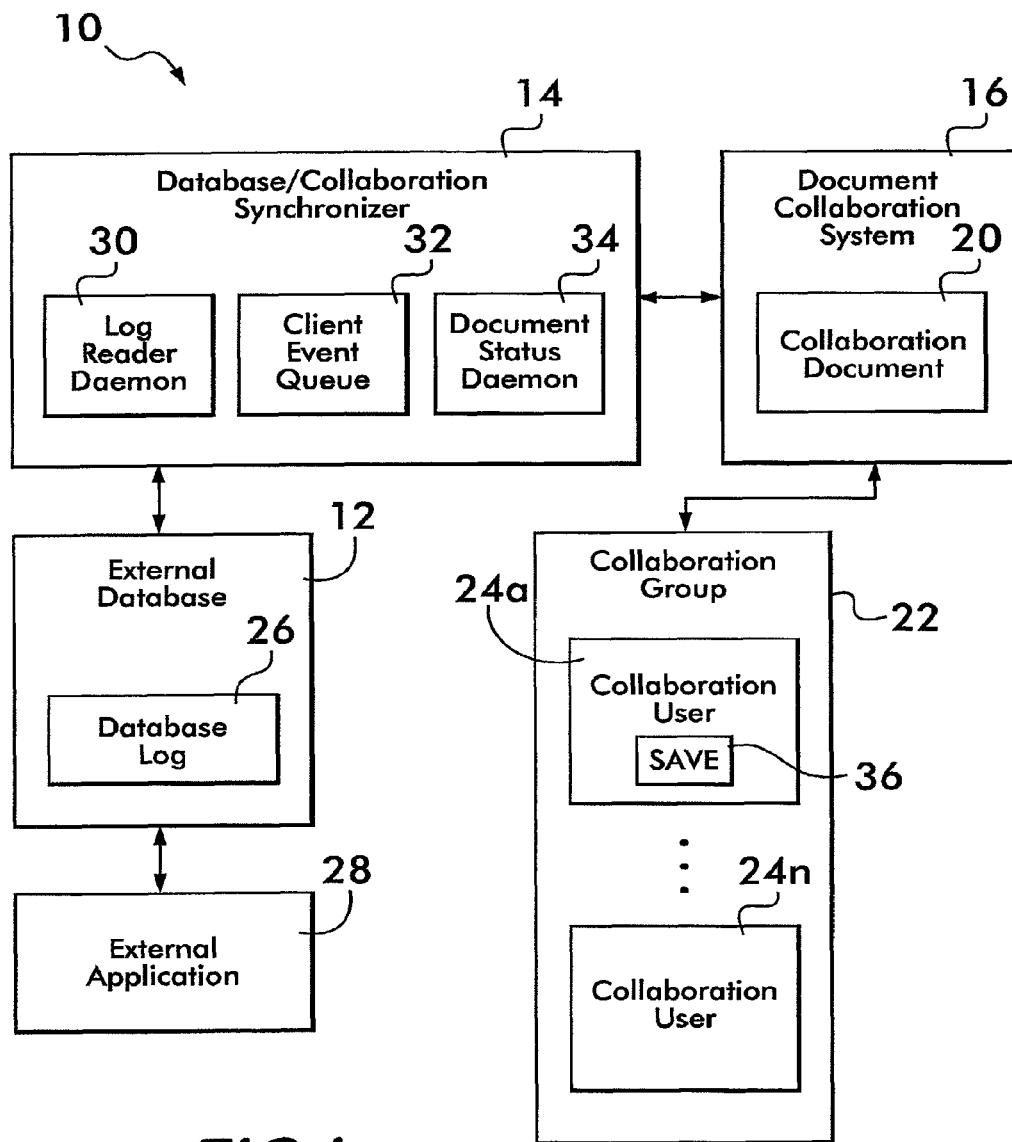 10
14
16
Database/Collaboration
Synchronizer
30
32
34
Log
Reader
Daemon
Client
Event
Queue
Document
Status
Daemon
Document
Collaboration
System
20
Collaboration
Document
12
External
Database
26
Database
Log
28
External
Application
Collaboration
Group
22
24a
Collaboration
User
SAVE
36
24n
Collaboration
User